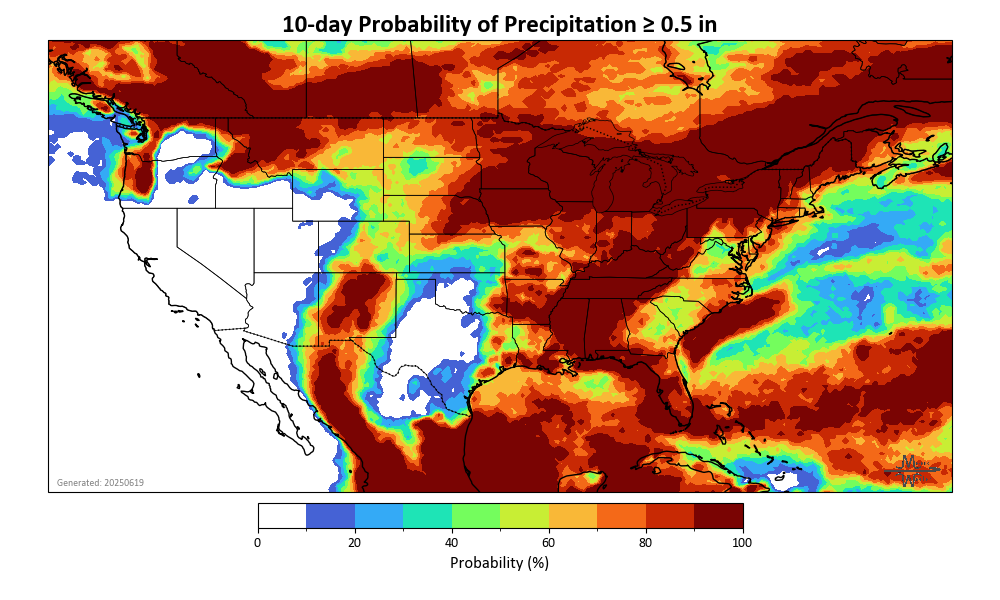 10-day Probability of Precipitation ≥ 0.5 in
Generated: 20250619
0 20 40 60 80 100
Probability (%)